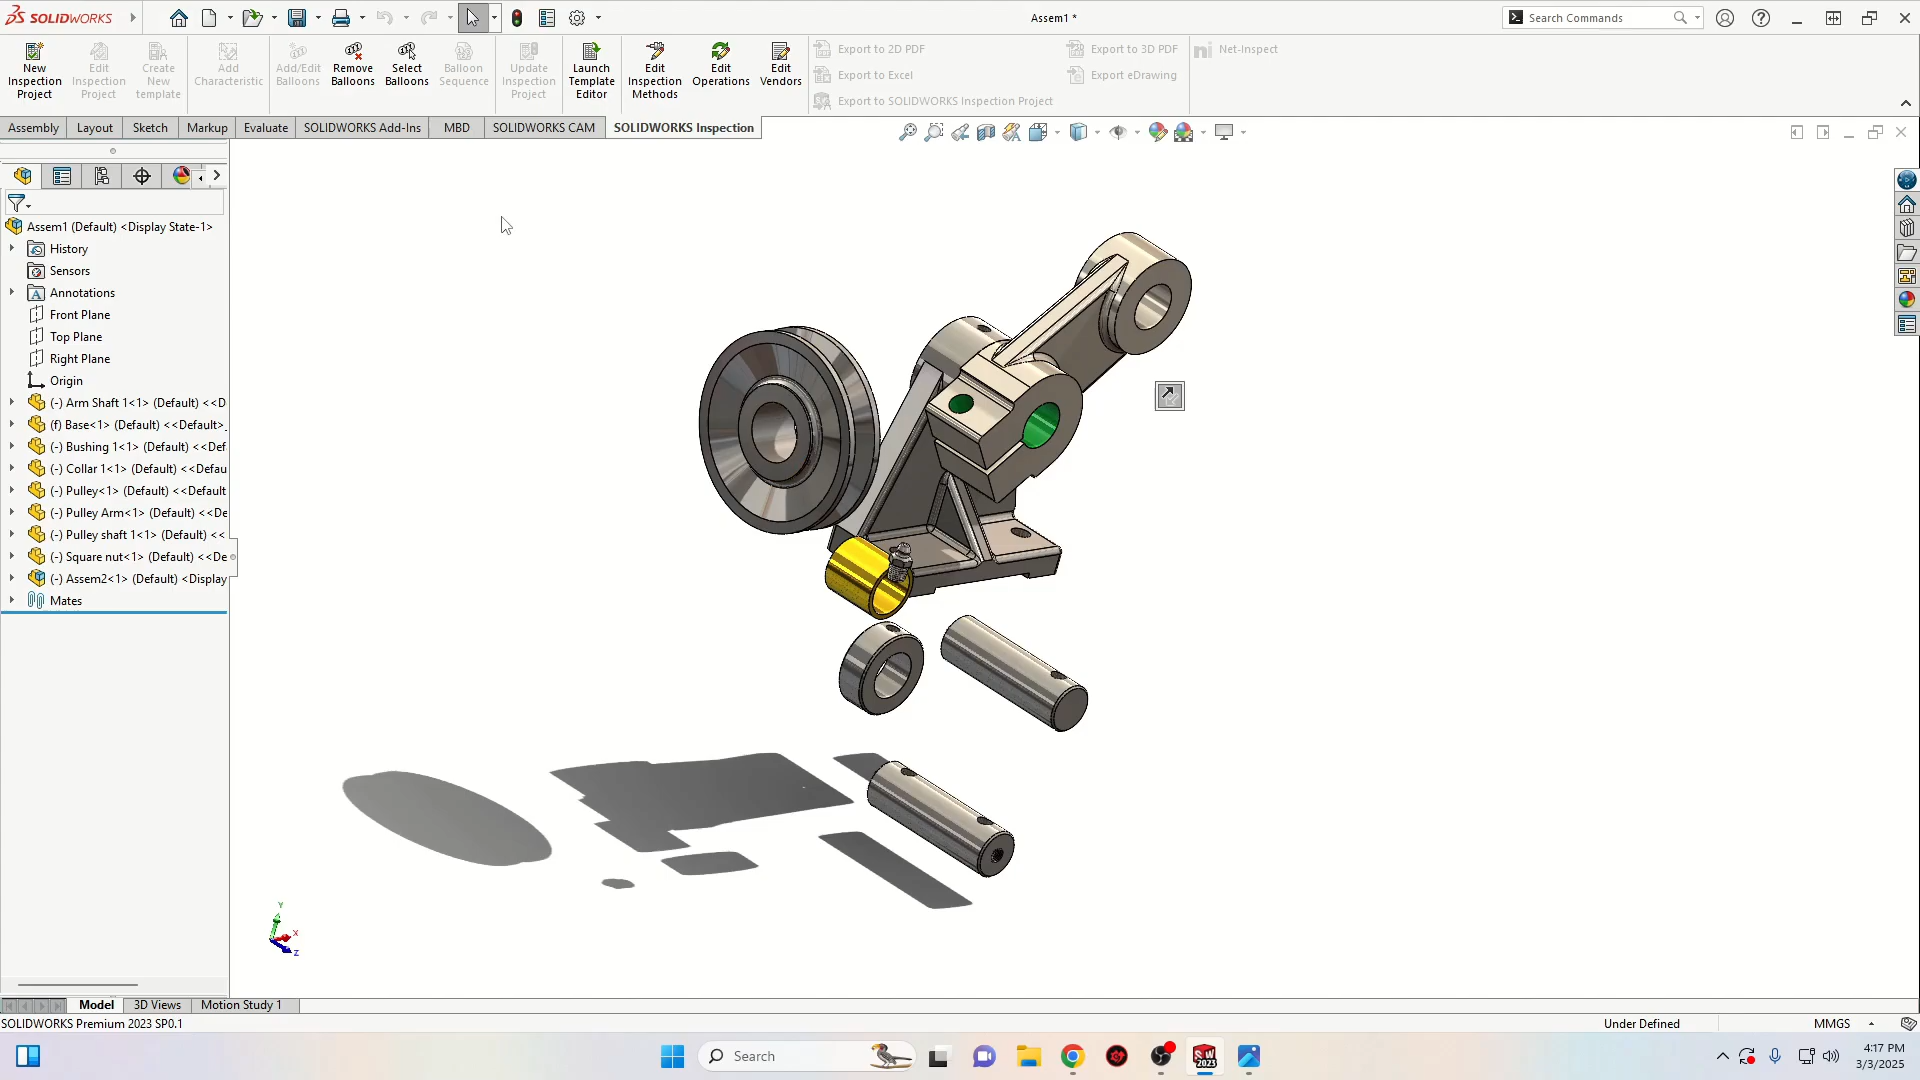 SOLIDWORKS
Assem1 *
Search Commands
New Inspection Project
Edit Inspection Project
Create New template
Add Characteristic
Add/Edit Balloons
Remove Balloons
Select Balloons
Balloon Sequence
Update Inspection Project
Launch Template Editor
Edit Inspection Methods
Edit Operations
Edit Vendors
Export to 2D PDF
Export to Excel
Export to SOLIDWORKS Inspection Project
Export to 3D PDF
Export eDrawing
Net-Inspect
Assembly
Layout
Sketch
Markup
Evaluate
SOLIDWORKS Add-Ins
MBD
SOLIDWORKS CAM
SOLIDWORKS Inspection
Assem1 (Default) <Display State-1>
History
Sensors
Annotations
Front Plane
Top Plane
Right Plane
Origin
(-) Arm Shaft 1<1> (Default) <<D
(f) Base<1> (Default) <<Default>_
(-) Bushing 1<1> (Default) <<Def
(-) Collar 1<1> (Default) <<Defau
(-) Pulley<1> (Default) <<Default
(-) Pulley Arm<1> (Default) <<De
(-) Pulley shaft 1<1> (Default) <<
(-) Square nut<1> (Default) <<De
(-) Assem2<1> (Default) <Display
Mates
Y
X
Z
Model
3D Views
Motion Study 1
SOLIDWORKS Premium 2023 SP0.1
Under Defined
MMGS
Search
SW
2023
4:17 PM
3/3/2025